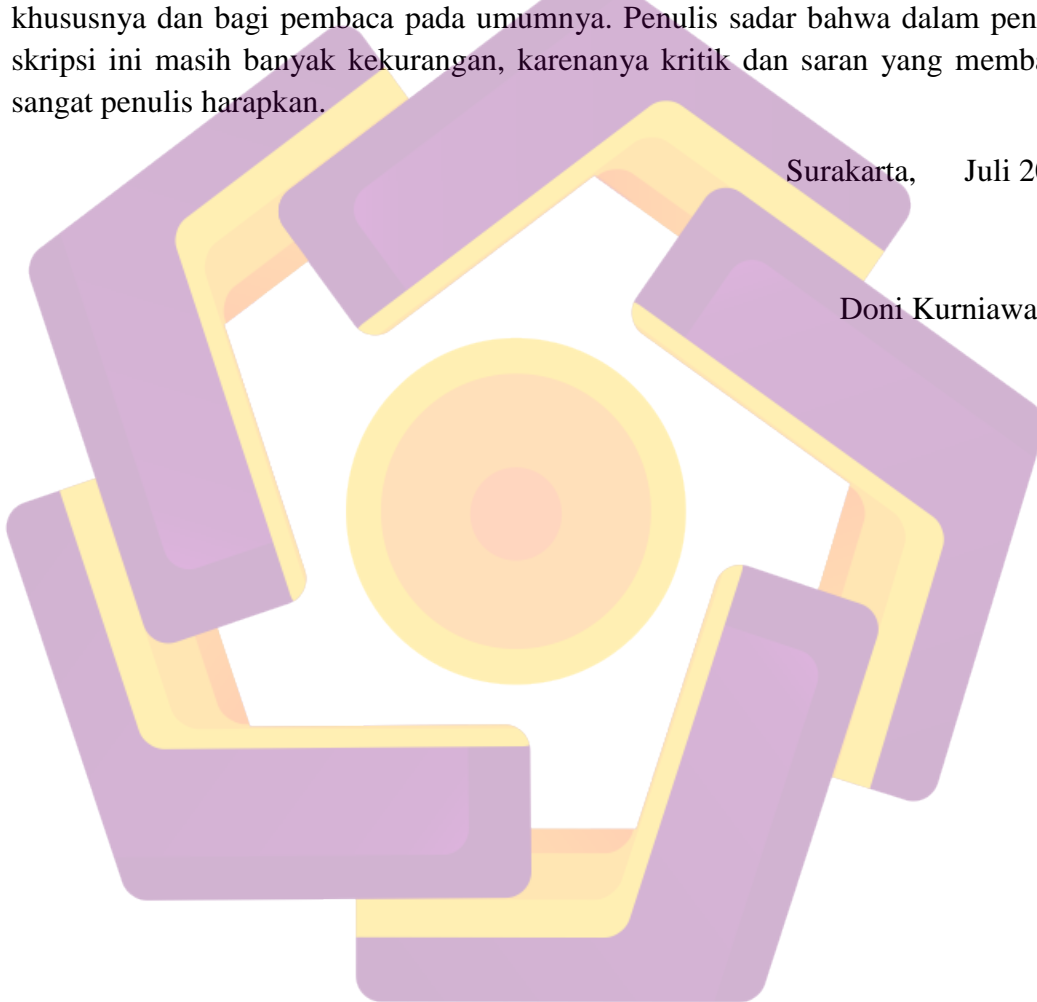 khususnya dan bagi pembaca pada umumnya. Penulis sadar bahwa dalam pen
skripsi ini masih banyak kekurangan, karenanya kritik dan saran yang memba
sangat penulis harapkan.
Surakarta, Juli 20
Doni Kurniawa